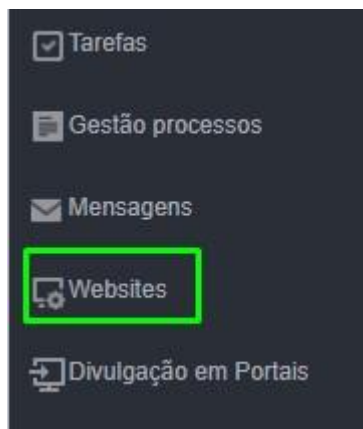 Tarefas
Gestão processos
Mensagens
Websites
Divulgação em Portais